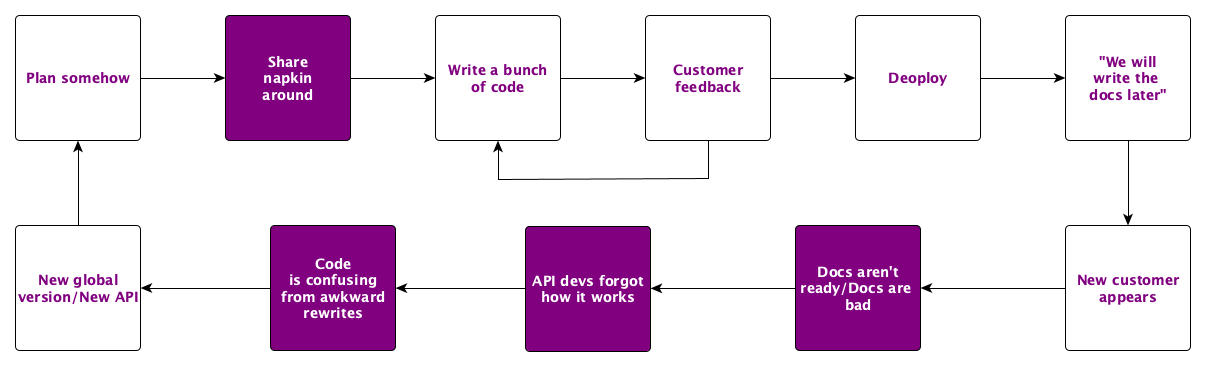 Plan somehow
Share
napkin
around
Write a bunch
of code
Customer
feedback
Deoploy
"We will
write the
docs later"
New customer
appears
Docs aren't
ready/Docs are
bad
API devs forgot
how it works
Code
is confusing
from awkward
rewrites
New global
version/New API